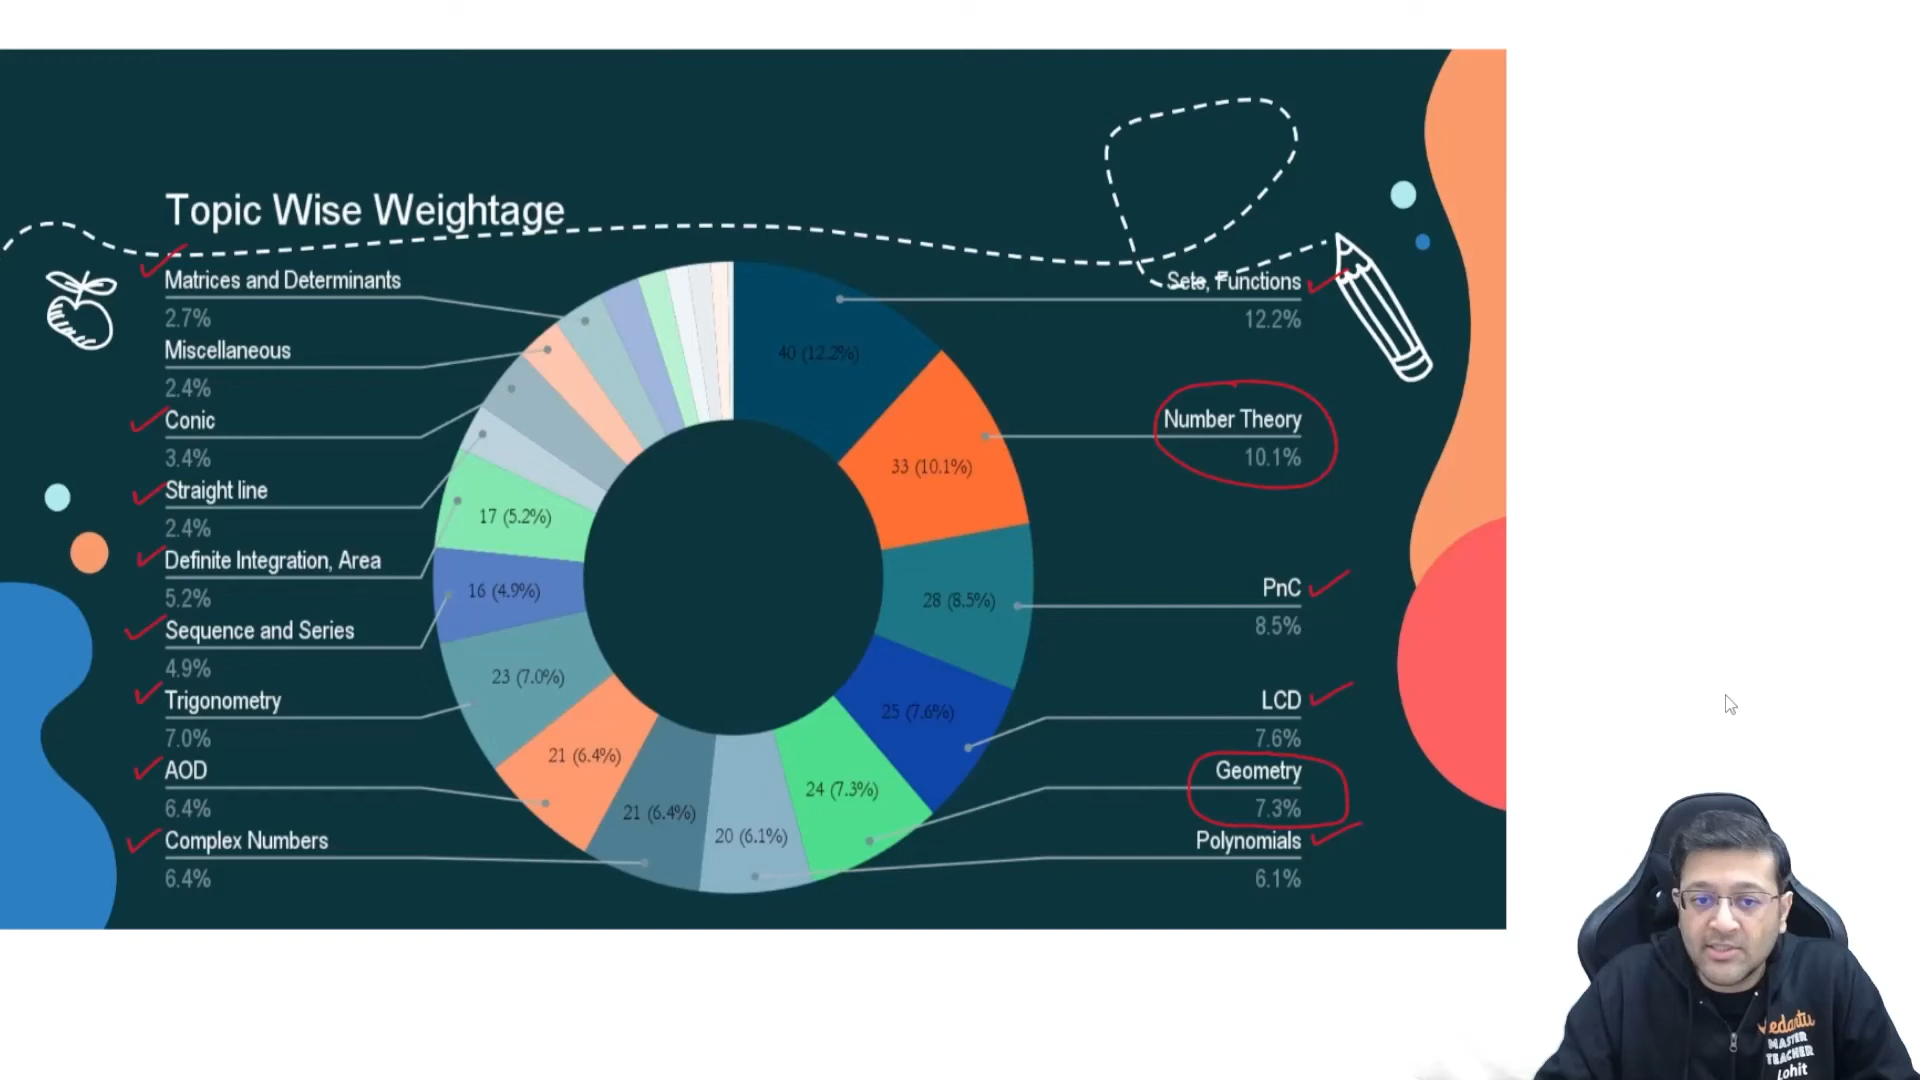 Topic Wise Weightage
Matrices and Determinants
2.7%
Miscellaneous
2.4%
Conic
3.4%
Straight line
2.4%
Definite Integration, Area
5.2%
Sequence and Series
4.9%
Trigonometry
7.0%
AOD
6.4%
Complex Numbers
6.4%
40 (12.2%)
33 (10.1%)
28 (8.5%)
25 (7.6%)
24 (7.3%)
20 (6.1%)
21 (6.4%)
21 (6.4%)
23 (7.0%)
16 (4.9%)
17 (5.2%)
Sets, Functions
12.2%
Number Theory
10.1%
PnC
8.5%
LCD
7.6%
Geometry
7.3%
Polynomials
6.1%
Vedantu
MASTER
TEACHER
Lohit